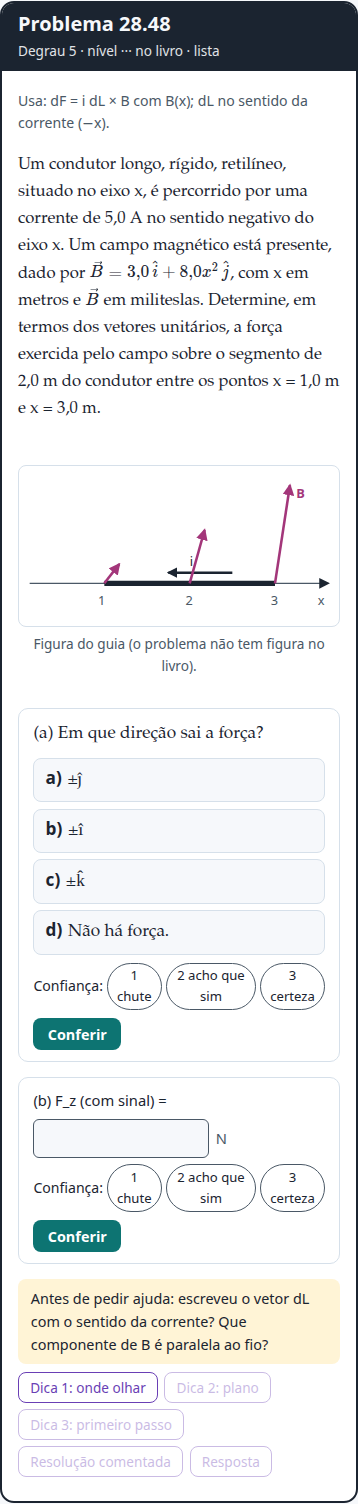 Problema 28.48
Degrau 5 · nível ··· no livro · lista
Usa: dF = i dL × B com B(x); dL no sentido da
corrente (−x).
Um condutor longo, rígido, retilíneo,
situado no eixo x, é percorrido por uma
corrente de 5,0 A no sentido negativo do
eixo x. Um campo magnético está presente,
dado por B⃗ = 3,0 î + 8,0x² ĵ, com x em
metros e B⃗ em militeslas. Determine, em
termos dos vetores unitários, a força
exercida pelo campo sobre o segmento de
2,0 m do condutor entre os pontos x = 1,0 m
e x = 3,0 m.
B
i
1 2 3 x
Figura do guia (o problema não tem figura no
livro).
(a) Em que direção sai a força?
a) ±ĵ
b) ±î
c) ±k̂
d) Não há força.
Confiança: 1 chute 2 acho que sim 3 certeza
Conferir
(b) F_z (com sinal) =
N
Confiança: 1 chute 2 acho que sim 3 certeza
Conferir
Antes de pedir ajuda: escreveu o vetor dL
com o sentido da corrente? Que
componente de B é paralela ao fio?
Dica 1: onde olhar Dica 2: plano
Dica 3: primeiro passo
Resolução comentada Resposta